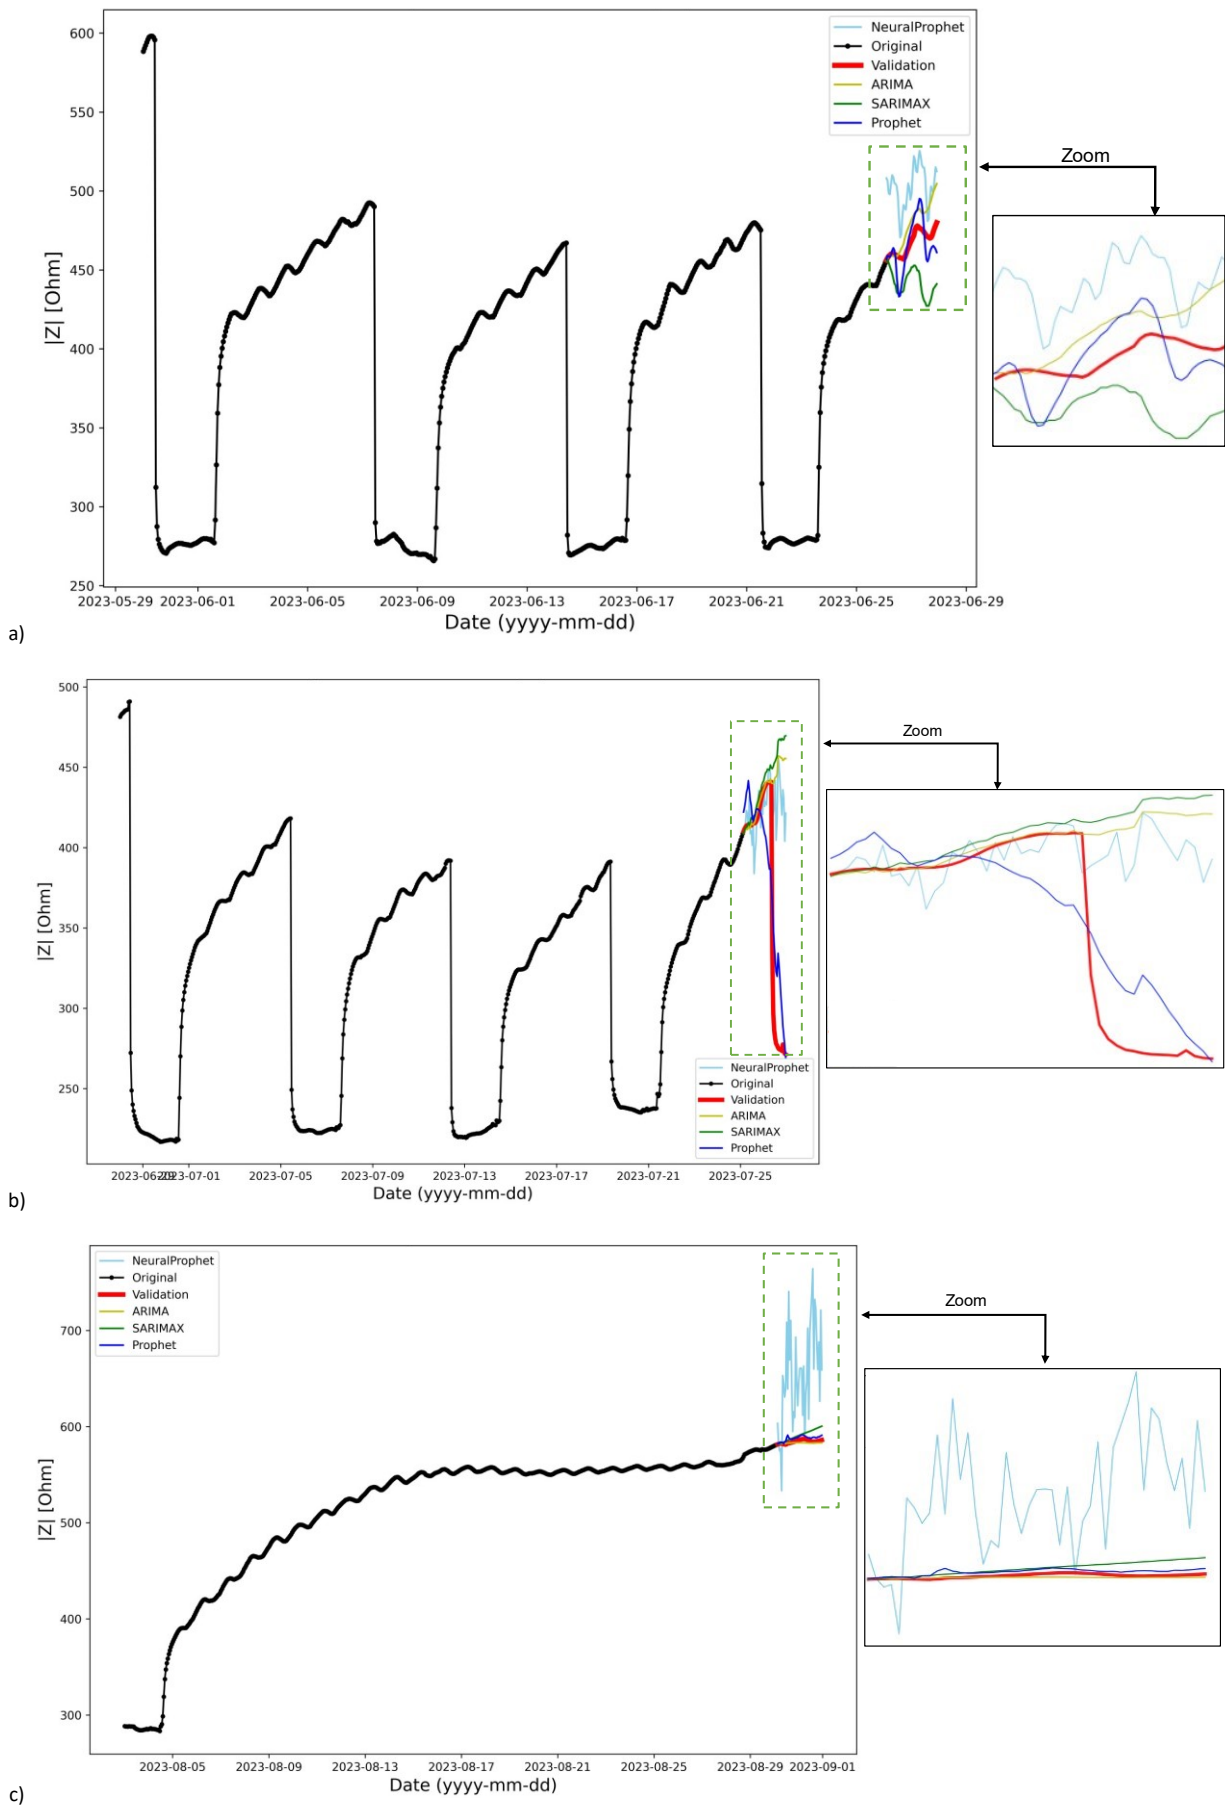 600
550
500
450
400
350
300
250
|Z| [Ohm]
NeuralProphet
Original
Validation
ARIMA
SARIMAX
Prophet
Zoom
2023-05-29 2023-06-01 2023-06-05 2023-06-09 2023-06-13 2023-06-17 2023-06-21 2023-06-25 2023-06-29
Date (yyyy-mm-dd)
a)
500
450
400
350
300
250
|Z| [Ohm]
Zoom
NeuralProphet
Original
Validation
ARIMA
SARIMAX
Prophet
2023-06-29 2023-07-01 2023-07-05 2023-07-09 2023-07-13 2023-07-17 2023-07-21 2023-07-25
Date (yyyy-mm-dd)
b)
NeuralProphet
Original
Validation
ARIMA
SARIMAX
Prophet
700
600
500
400
300
|Z| [Ohm]
Zoom
2023-08-05 2023-08-09 2023-08-13 2023-08-17 2023-08-21 2023-08-25 2023-08-29 2023-09-01
Date (yyyy-mm-dd)
c)